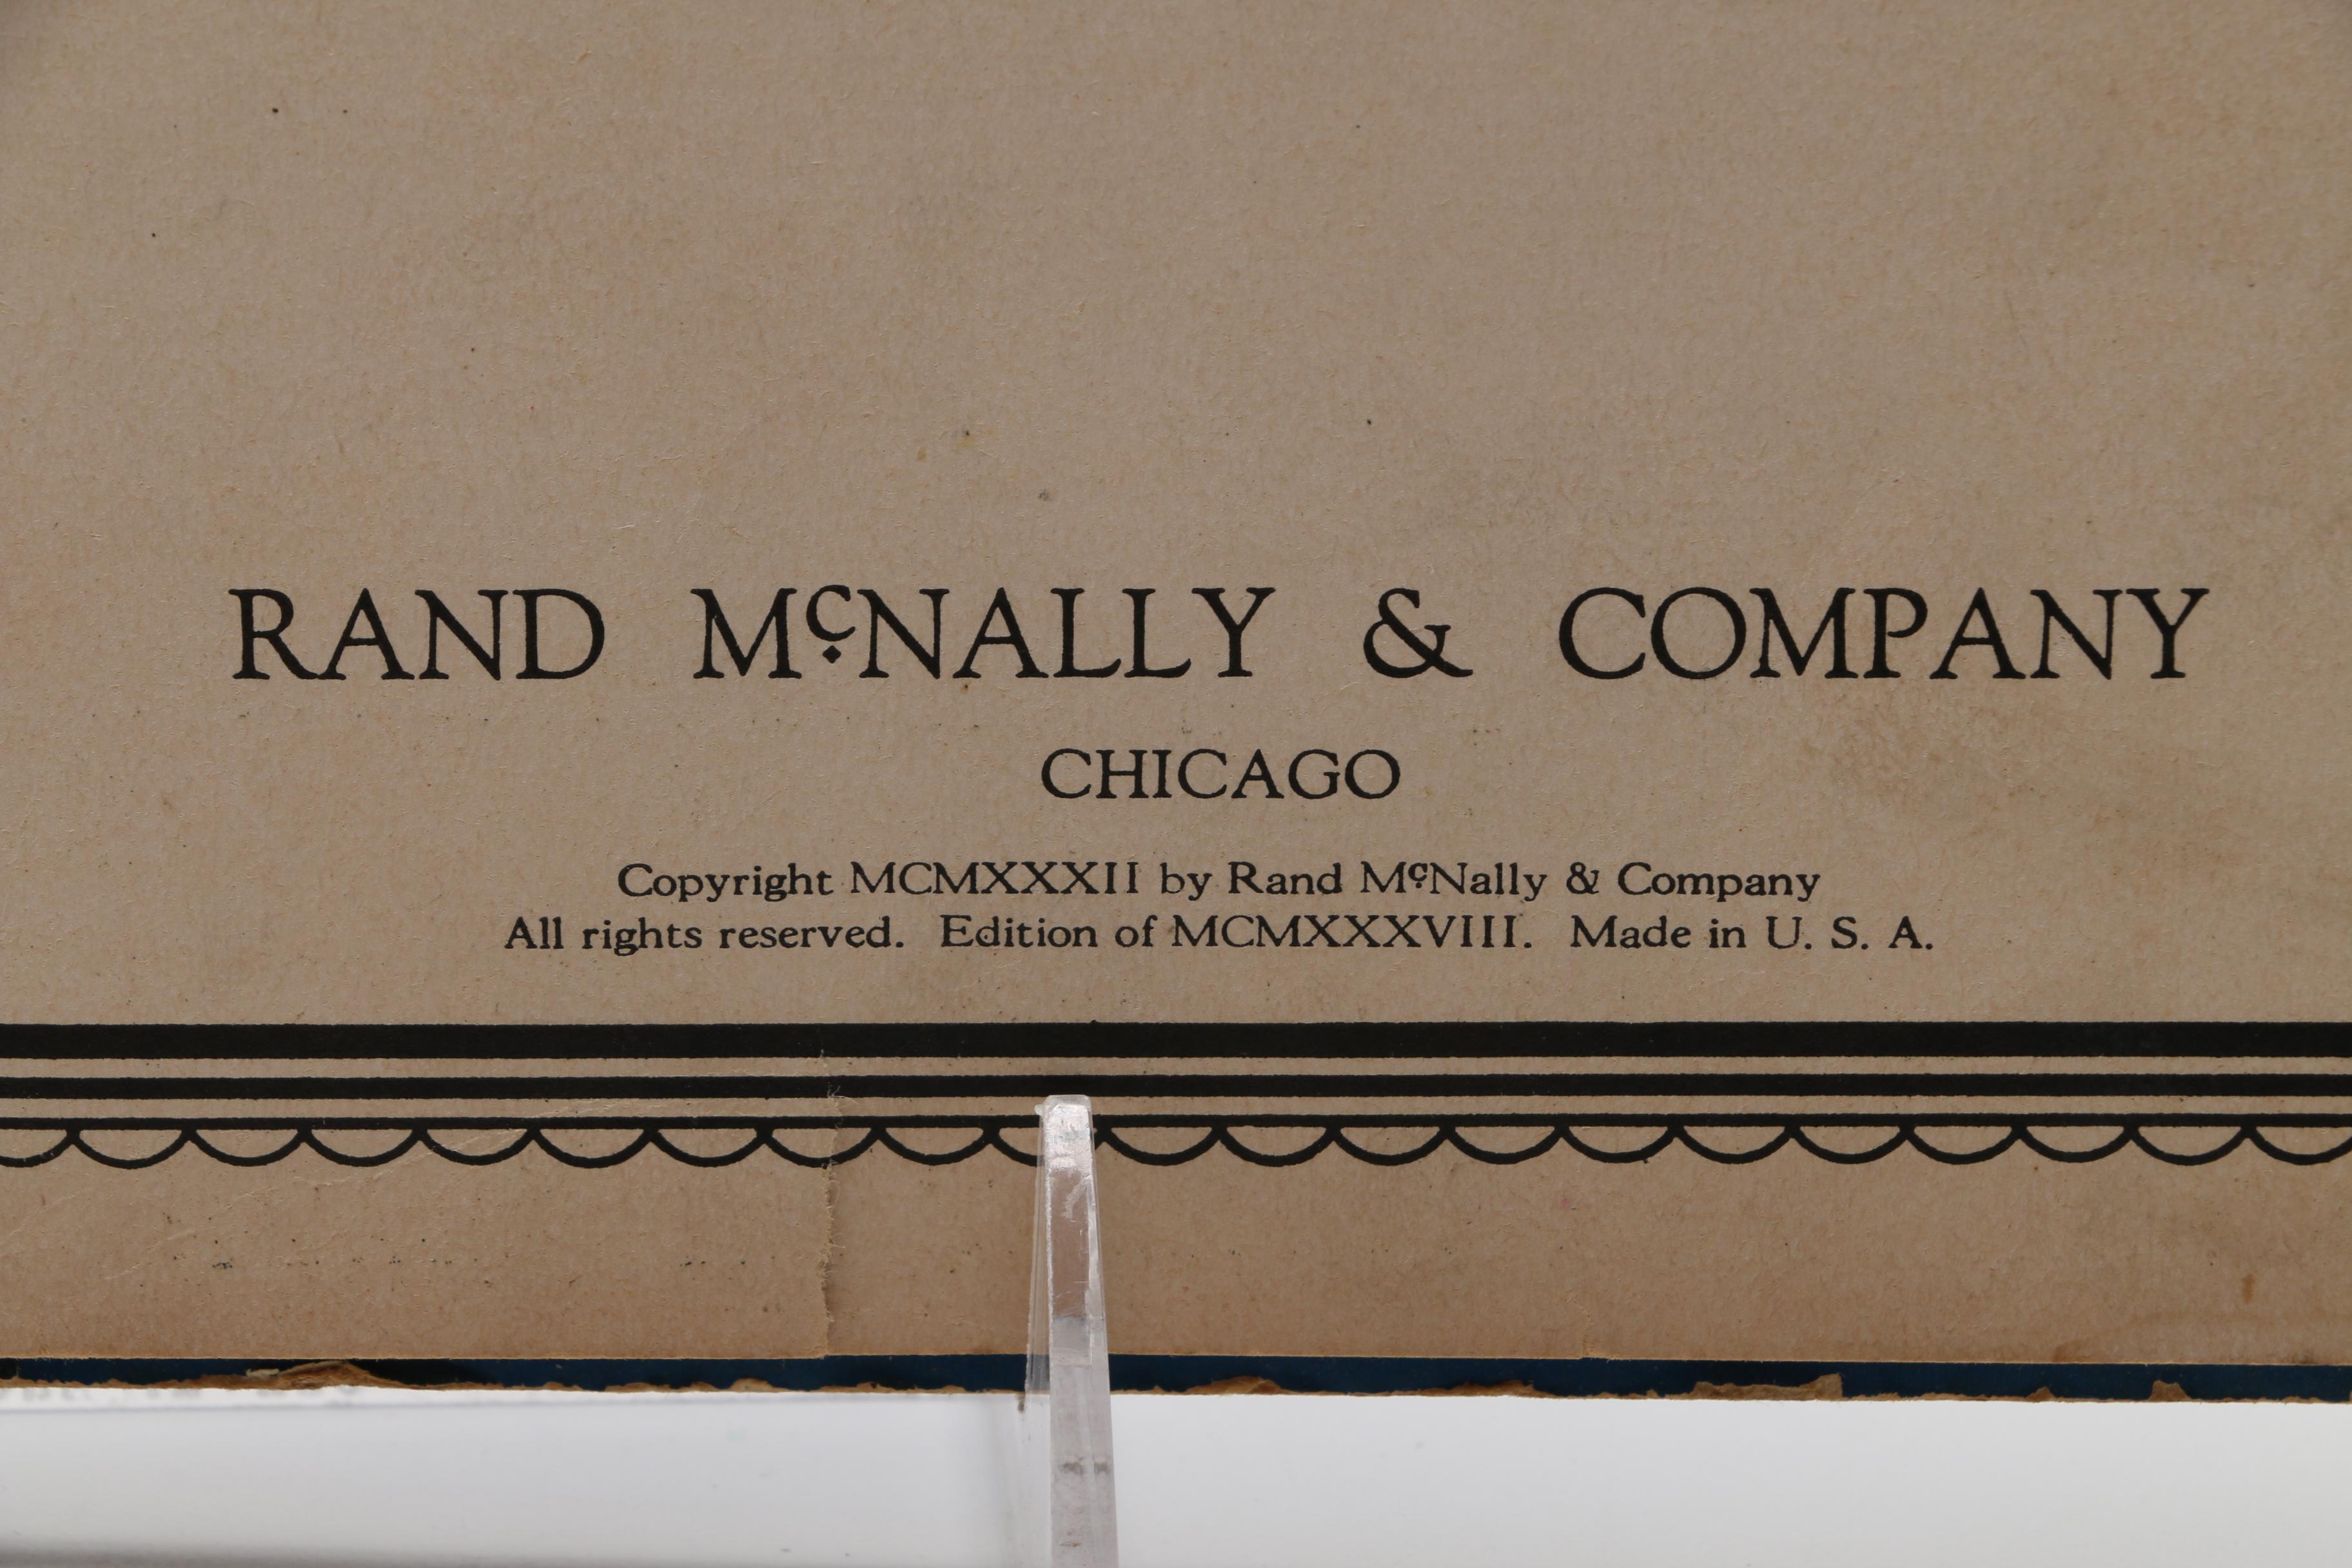 RAND McNALLY & COMPANY
CHICAGO
Copyright MCMXXXII by Rand McNally & Company
All rights reserved. Edition of MCMXXXVIII. Made in U. S. A.